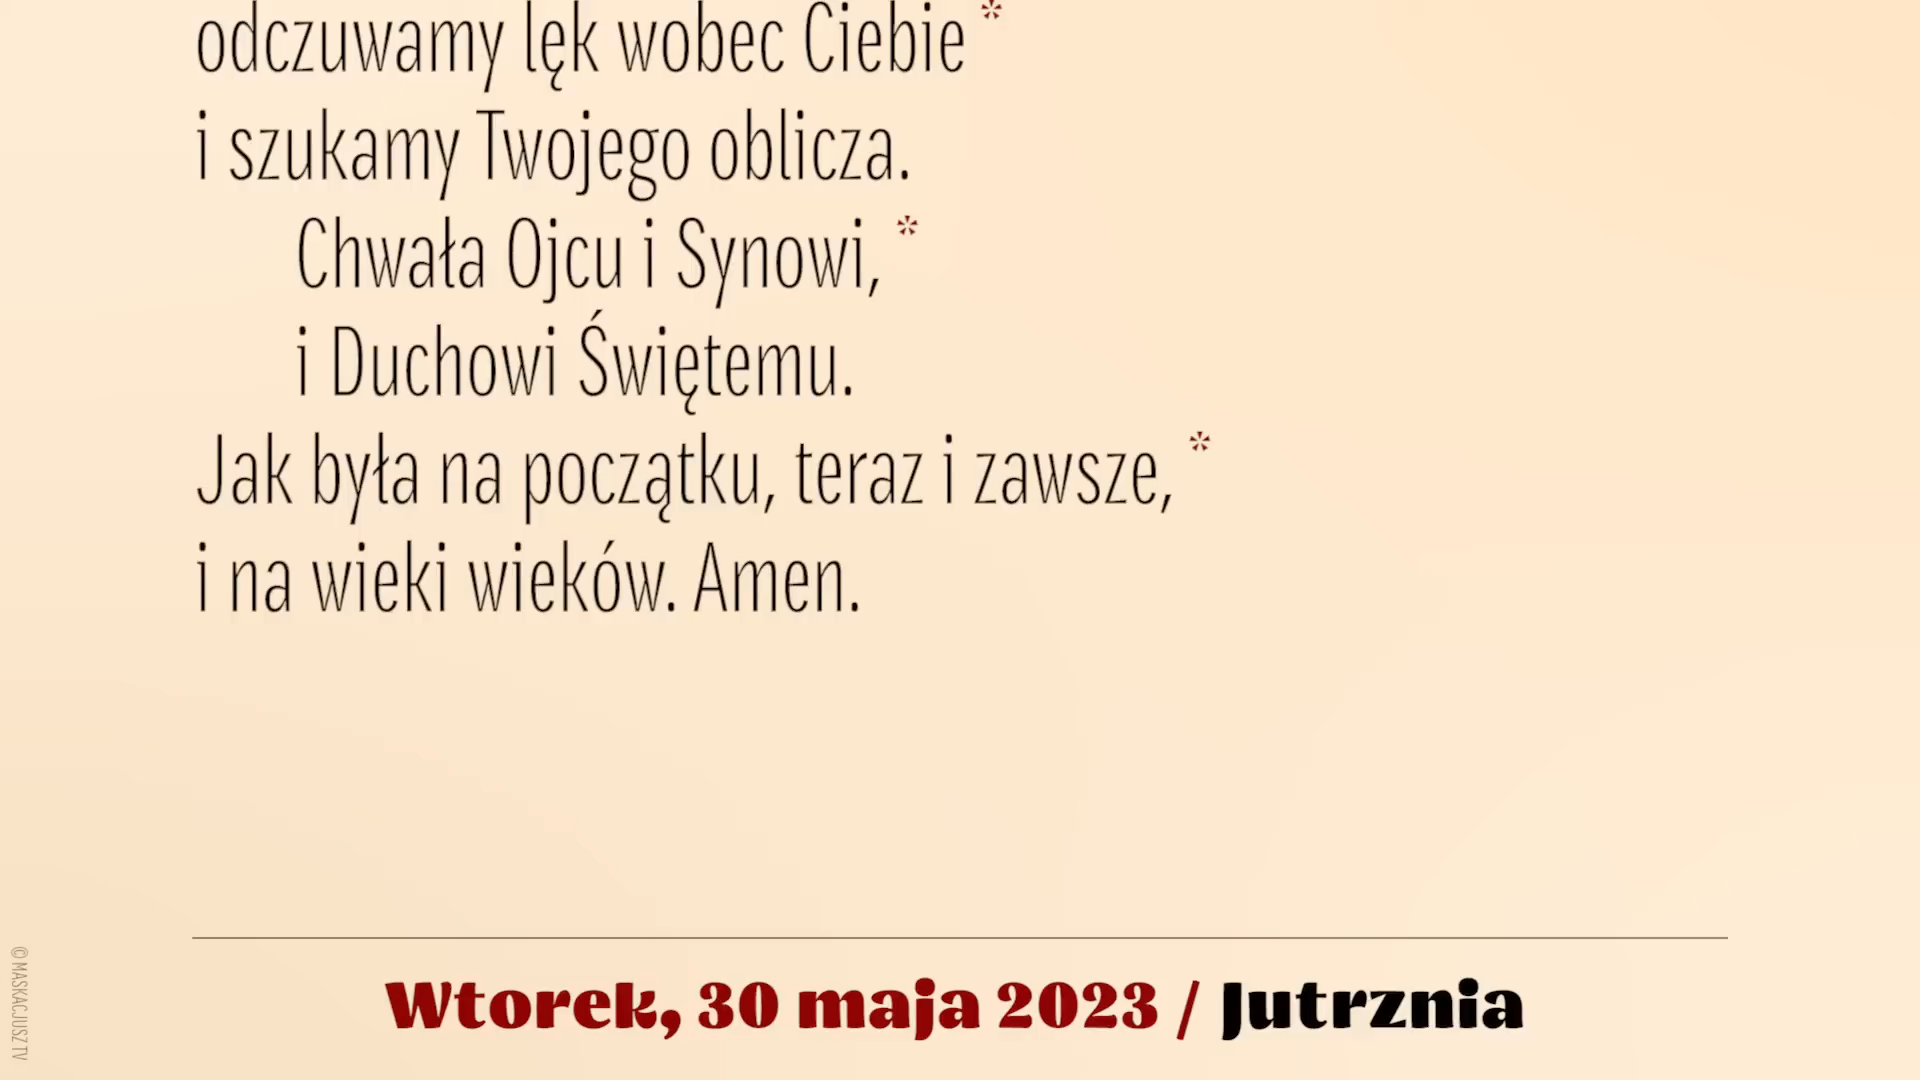 odczuwamy lęk wobec Ciebie *
i szukamy Twojego oblicza.
Chwała Ojcu i Synowi, *
i Duchowi Świętemu.
Jak była na początku, teraz i zawsze, *
i na wieki wieków. Amen.
Wtorek, 30 maja 2023 / Jutrznia
© MASKACJUSZ TV